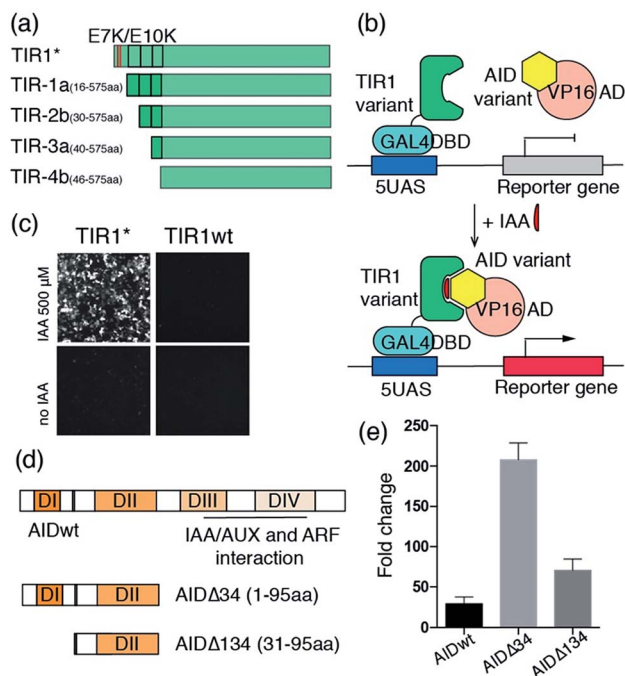 (a)
E7K/E10K
TIR1*
TIR-1a(16-575aa)
TIR-2b(30-575aa)
TIR-3a(40-575aa)
TIR-4b(46-575aa)
(b)
TIR1
variant
AID
variant
VP16 AD
GAL4DBD
5UAS
Reporter gene
+ IAA
AID variant
TIR1
variant
VP16 AD
GAL4DBD
5UAS
Reporter gene
(c)
TIR1*
TIR1wt
IAA 500 µM
no IAA
(d)
DI
DII
DIII
DIV
AIDwt
IAA/AUX and ARF
interaction
DI
DII
AIDΔ34 (1-95aa)
DII
AIDΔ134 (31-95aa)
(e)
Fold change
250
200
150
100
50
0
AIDwt
AIDΔ34
AIDΔ134